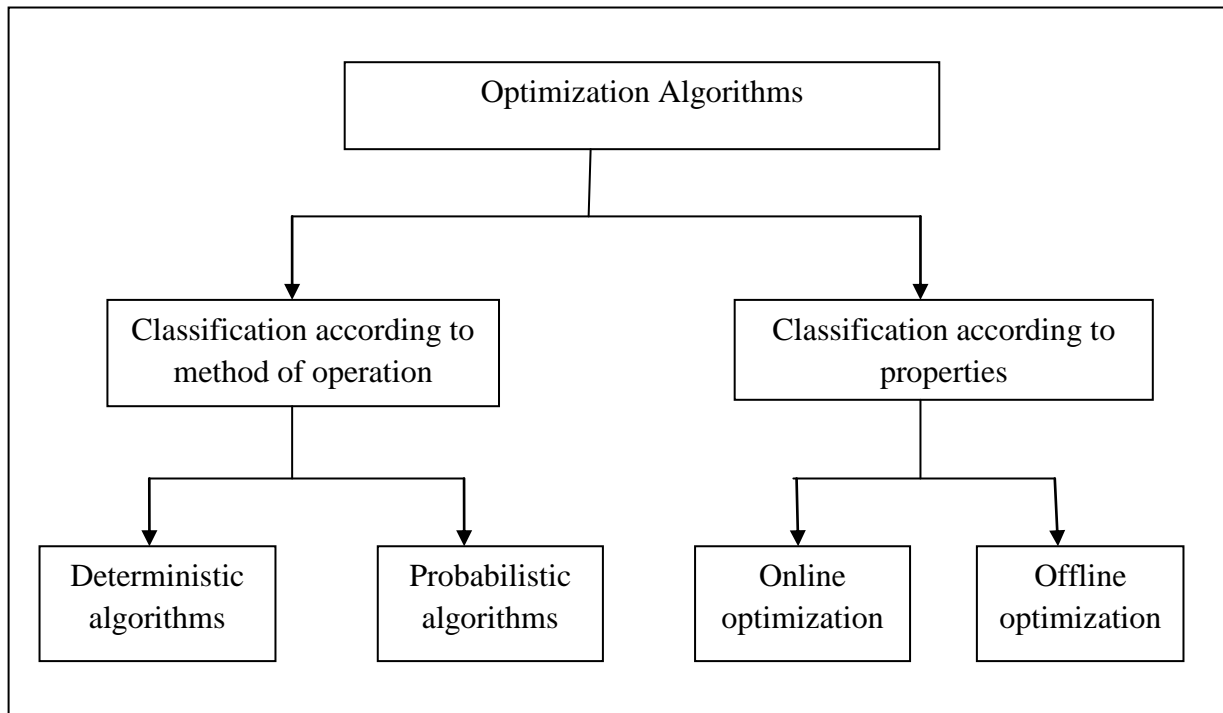 Optimization Algorithms
Classification according to
method of operation
Classification according to
properties
Deterministic
algorithms
Probabilistic
algorithms
Online
optimization
Offline
optimization